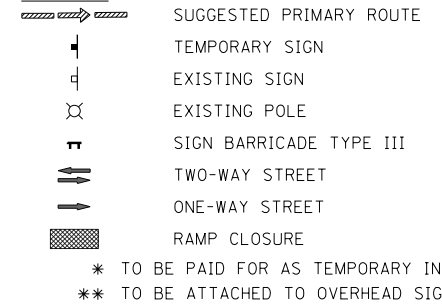 SUGGESTED PRIMARY ROUTE
TEMPORARY SIGN
EXISTING SIGN
EXISTING POLE
SIGN BARRICADE TYPE III
TWO-WAY STREET
ONE-WAY STREET
RAMP CLOSURE
* TO BE PAID FOR AS TEMPORARY IN
** TO BE ATTACHED TO OVERHEAD SIG